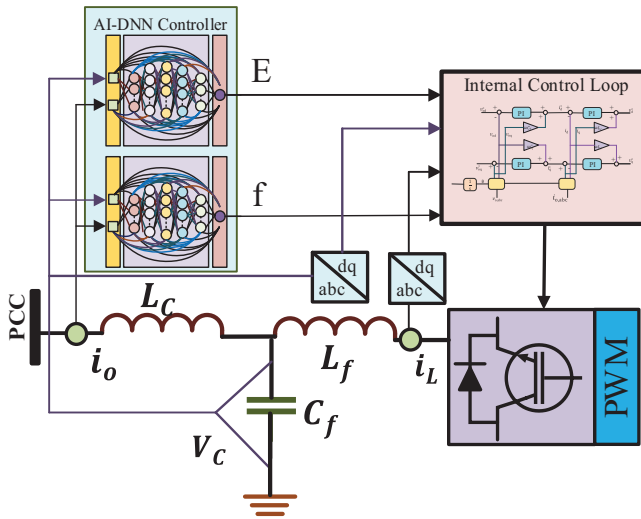 AI-DNN Controller
E
f
Internal Control Loop
PI
PI
PI
PI
dq
abc
dq
abc
PCC
L_C
i_o
L_f
i_L
C_f
V_C
PWM